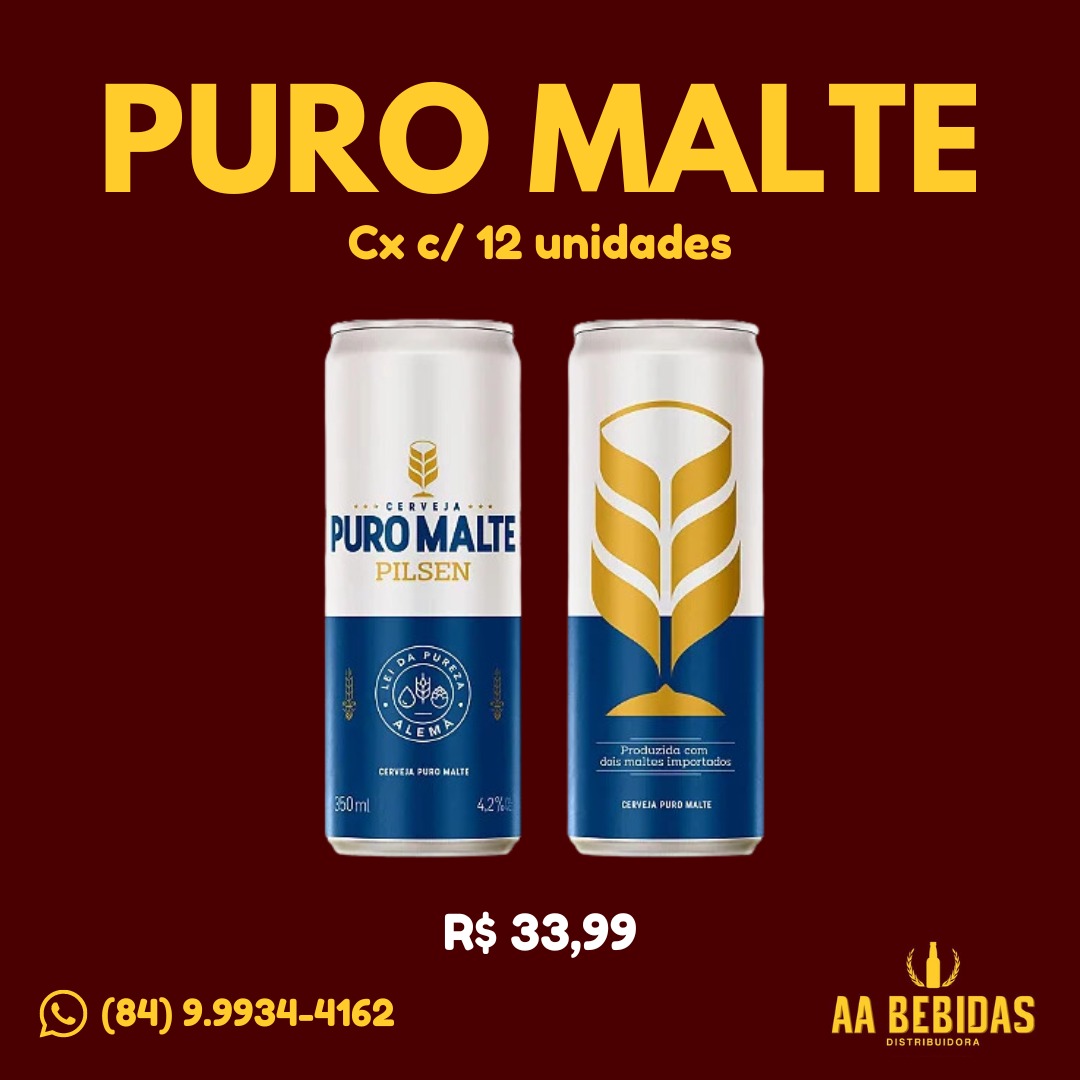 PURO MALTE
Cx c/ 12 unidades
CERVEJA
PURO MALTE
PILSEN
LEI DA PUREZA
ALEMÃ
CERVEJA PURO MALTE
350ml
4,2%
Produzida com
dois maltes importados
CERVEJA PURO MALTE
R$ 33,99
(84) 9.9934-4162
AA BEBIDAS
DISTRIBUIDORA